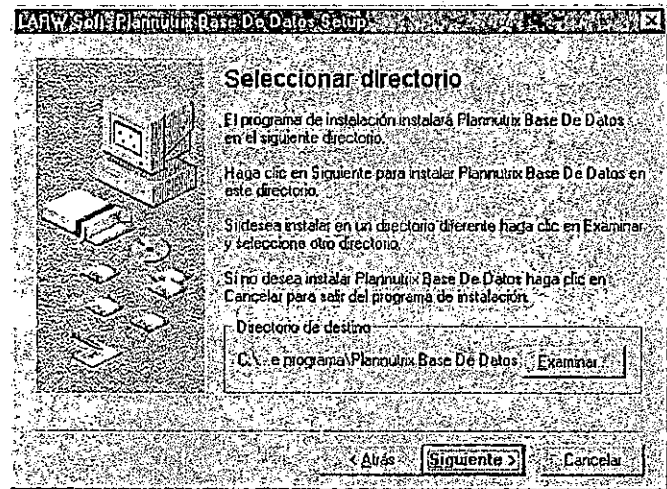 LAFIW Soft Plannutrix Base De Datos Setup
Seleccionar directorio
El programa de instalación instalará Plannutrix Base De Datos
en el siguiente directorio.
Haga clic en Siguiente para instalar Plannutrix Base De Datos en
este directorio.
Si desea instalar en un directorio diferente haga clic en Examinar
y seleccione otro directorio.
Si no desea instalar Plannutrix Base De Datos haga clic en
Cancelar para salir del programa de instalación.
Directorio de destino
C:\...e programa\Plannutrix Base De Datos Examinar...
< Atrás Siguiente > Cancelar